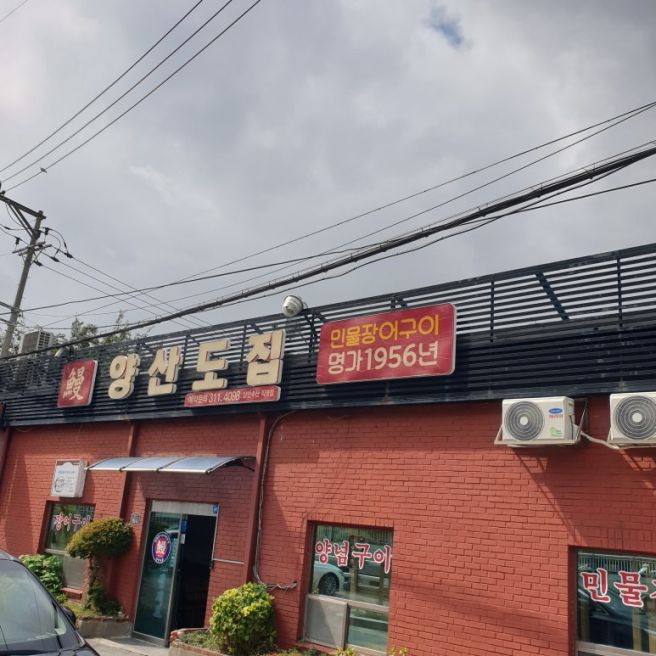 鰻
양산도집
예약문의 311. 4098
민물장어구이
명가1956년
장어구이
양념구이
민물